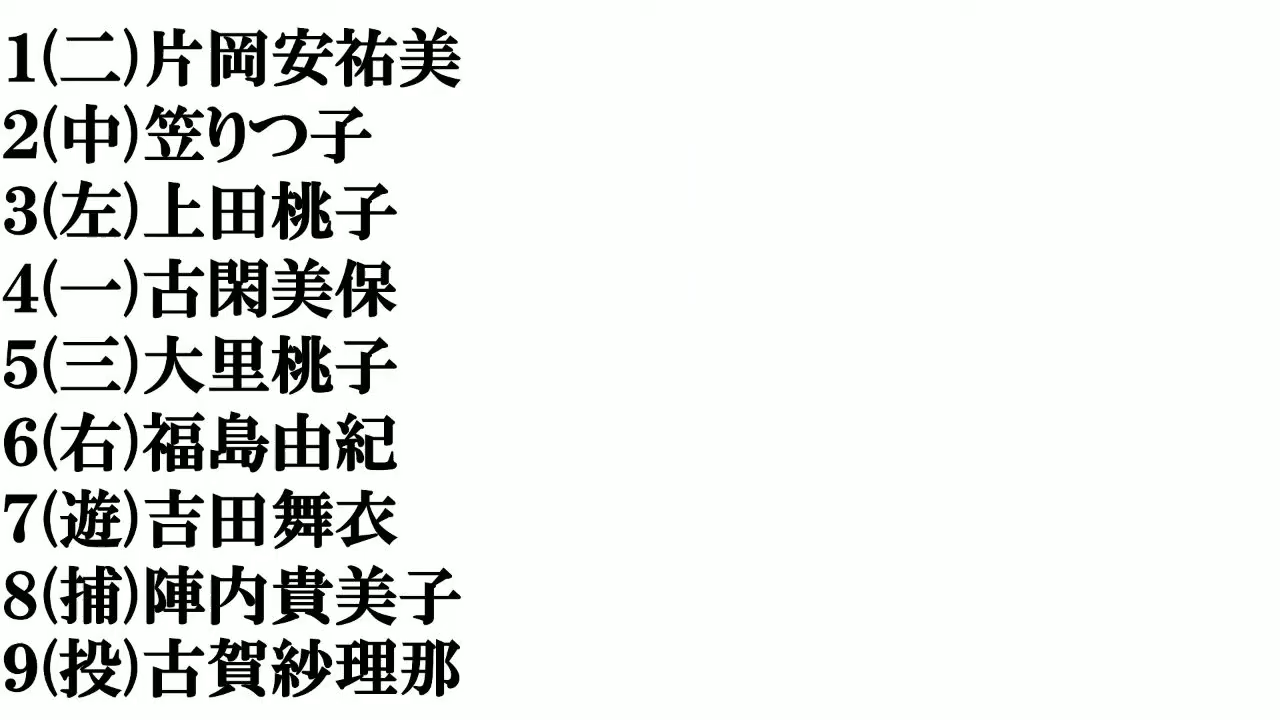 1(二)片岡安祐美
2(中)笠りつ子
3(左)上田桃子
4(一)古閑美保
5(三)大里桃子
6(右)福島由紀
7(遊)吉田舞衣
8(捕)陣内貴美子
9(投)古賀紗理那